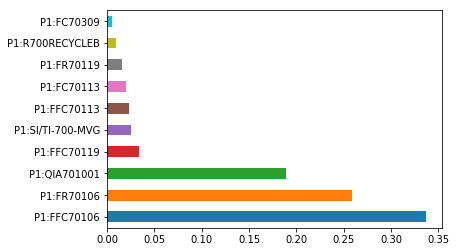 P1:FC70309
P1:R700RECYCLEB
P1:FR70119
P1:FC70113
P1:FFC70113
P1:SI/TI-700-MVG
P1:FFC70119
P1:QIA701001
P1:FR70106
P1:FFC70106
0.00 0.05 0.10 0.15 0.20 0.25 0.30 0.35